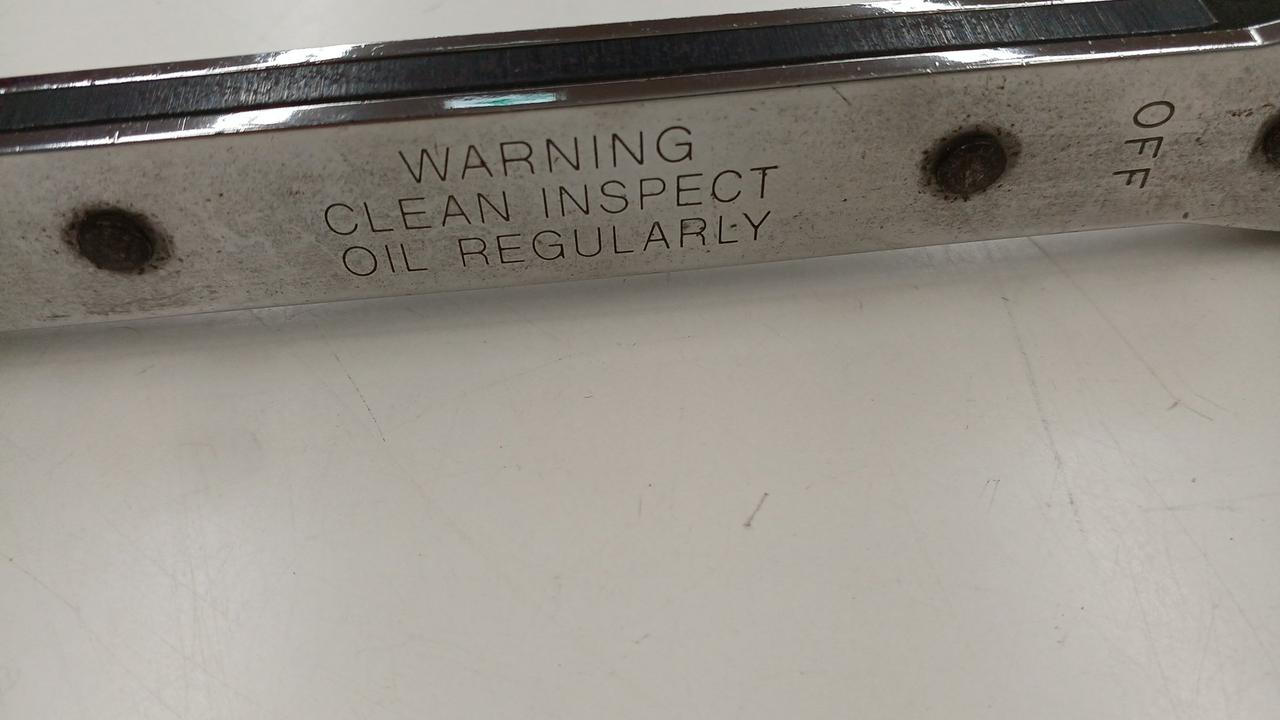 WARNING
CLEAN INSPECT
OIL REGULARLY
OFF